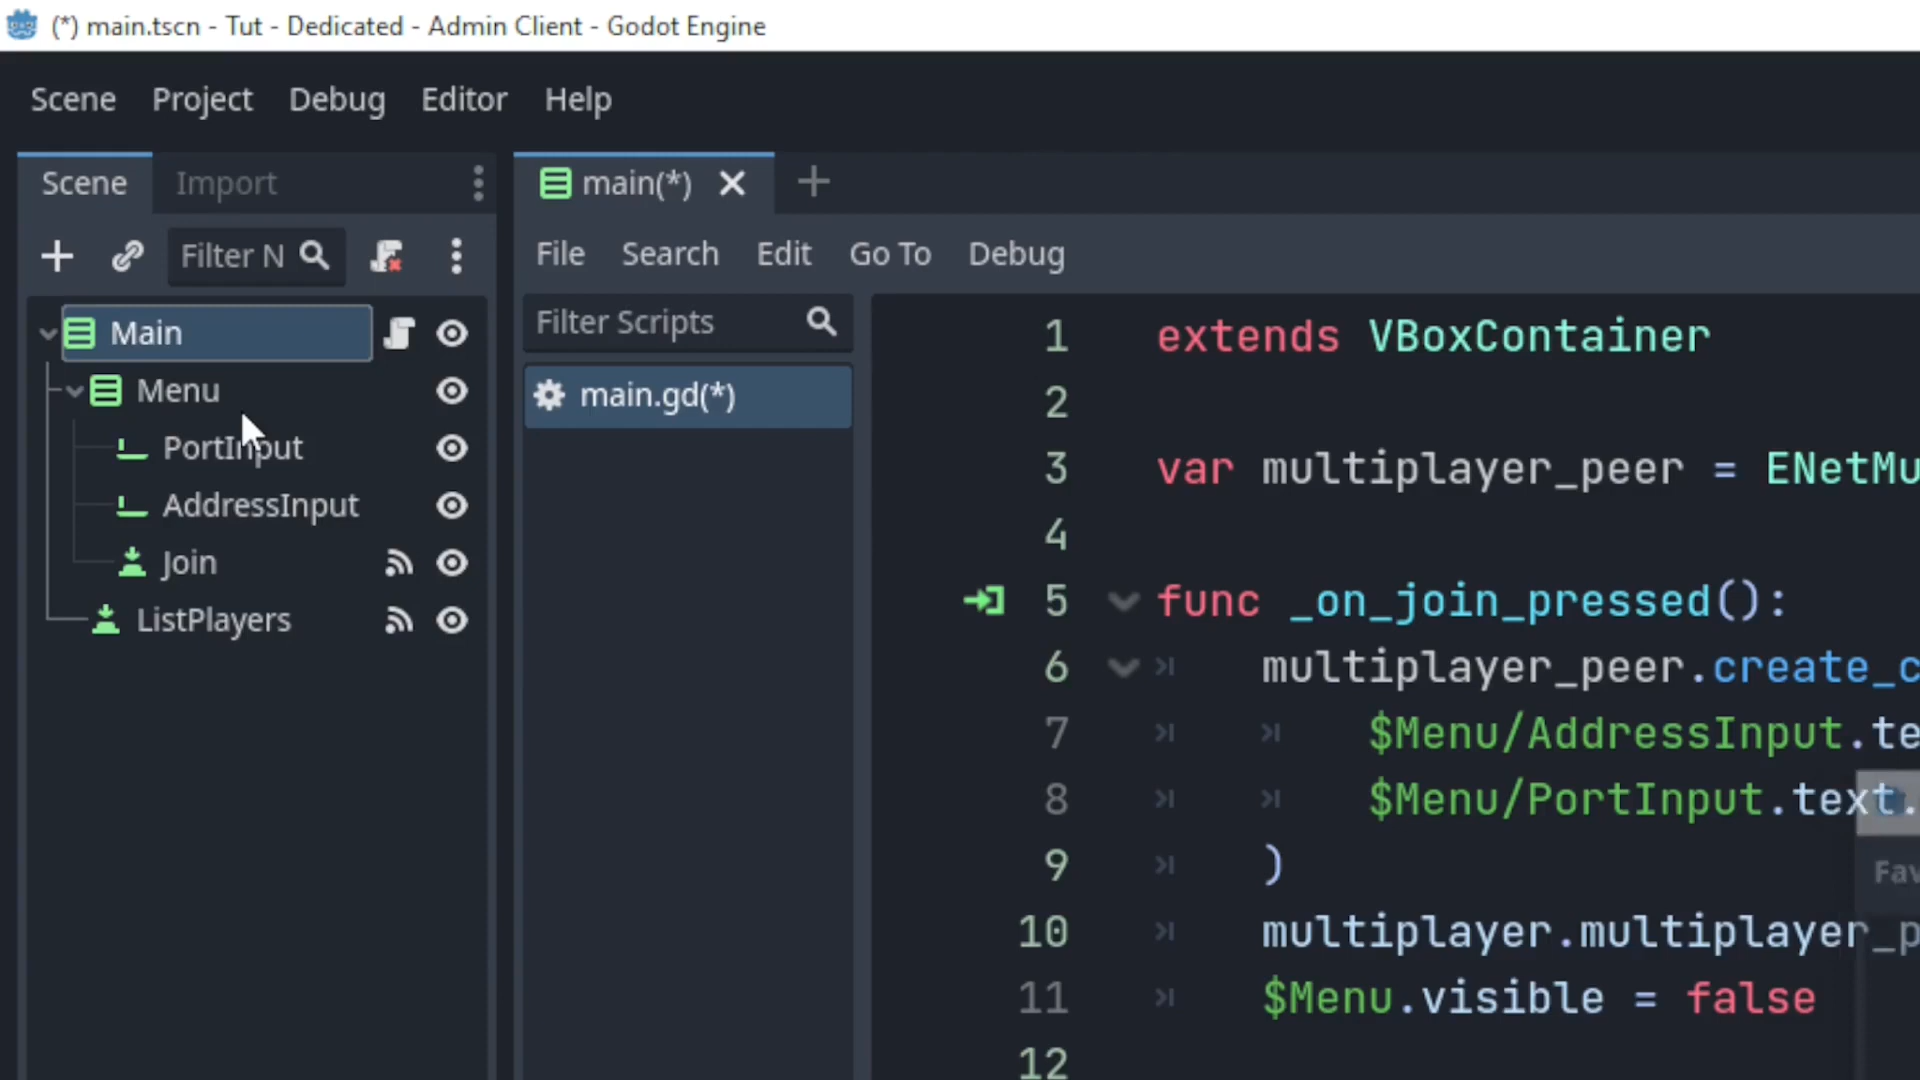 (*) main.tscn - Tut - Dedicated - Admin Client - Godot Engine
Scene Project Debug Editor Help
Scene Import
main(*)
Filter N
File Search Edit Go To Debug
Filter Scripts
main.gd(*)
Main
Menu
PortInput
AddressInput
Join
ListPlayers
1 extends VBoxContainer
2
3 var multiplayer_peer = ENetMu
4
5 func _on_join_pressed():
6 multiplayer_peer.create_c
7 $Menu/AddressInput.te
8 $Menu/PortInput.text.
9 )
10 multiplayer.multiplayer_p
11 $Menu.visible = false
12
Fav